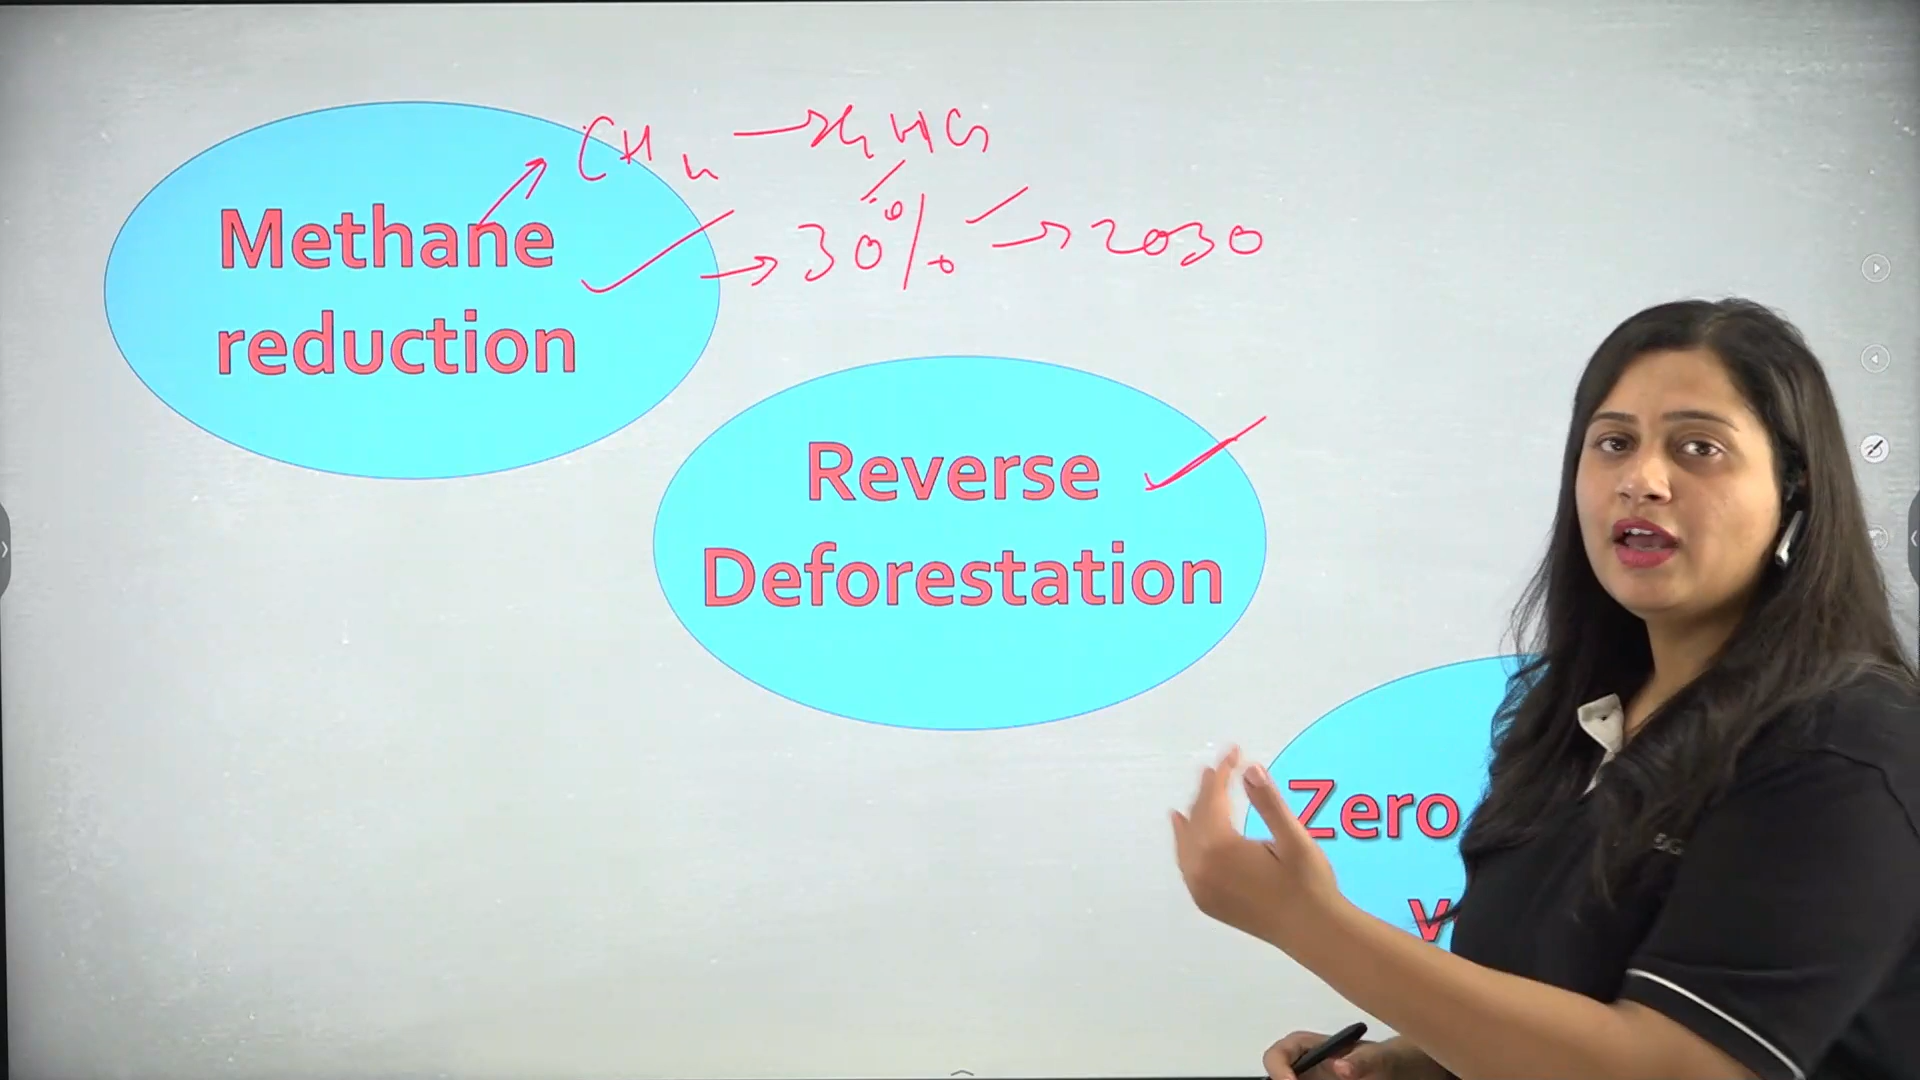 CH4 → GHG
→ 30% → 2030
Methane
reduction
Reverse
Deforestation
Zero